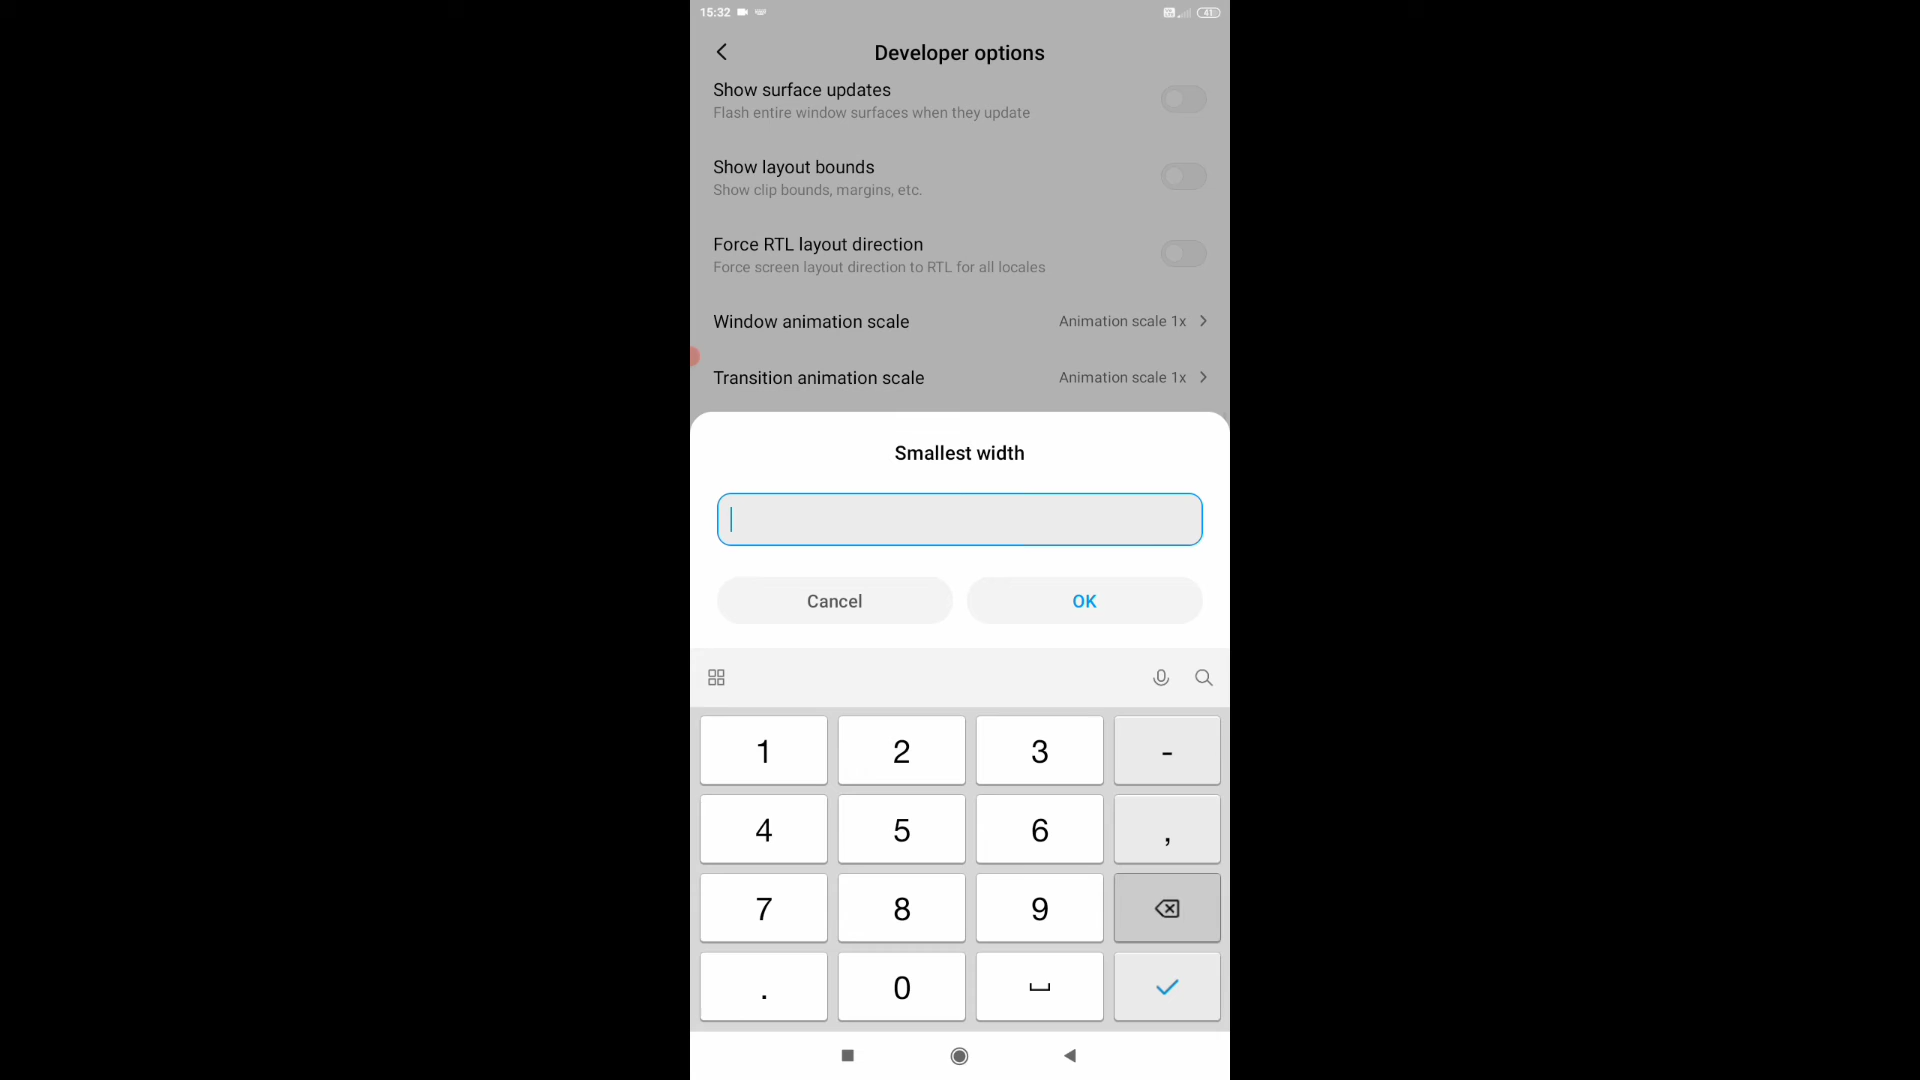 15:32
41
Developer options
Show surface updates
Flash entire window surfaces when they update
Show layout bounds
Show clip bounds, margins, etc.
Force RTL layout direction
Force screen layout direction to RTL for all locales
Window animation scale Animation scale 1x
Transition animation scale Animation scale 1x
Smallest width
Cancel OK
1 2 3 -
4 5 6 ,
7 8 9
. 0